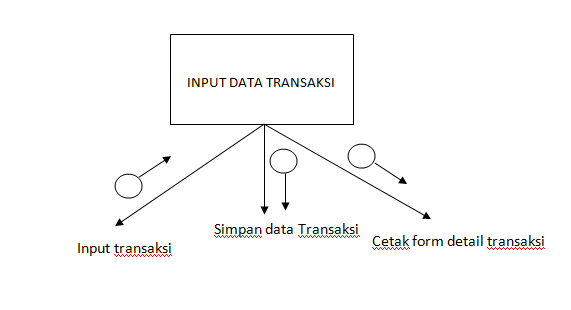 INPUT DATA TRANSAKSI
Input transaksi
Simpan data Transaksi
Cetak form detail transaksi